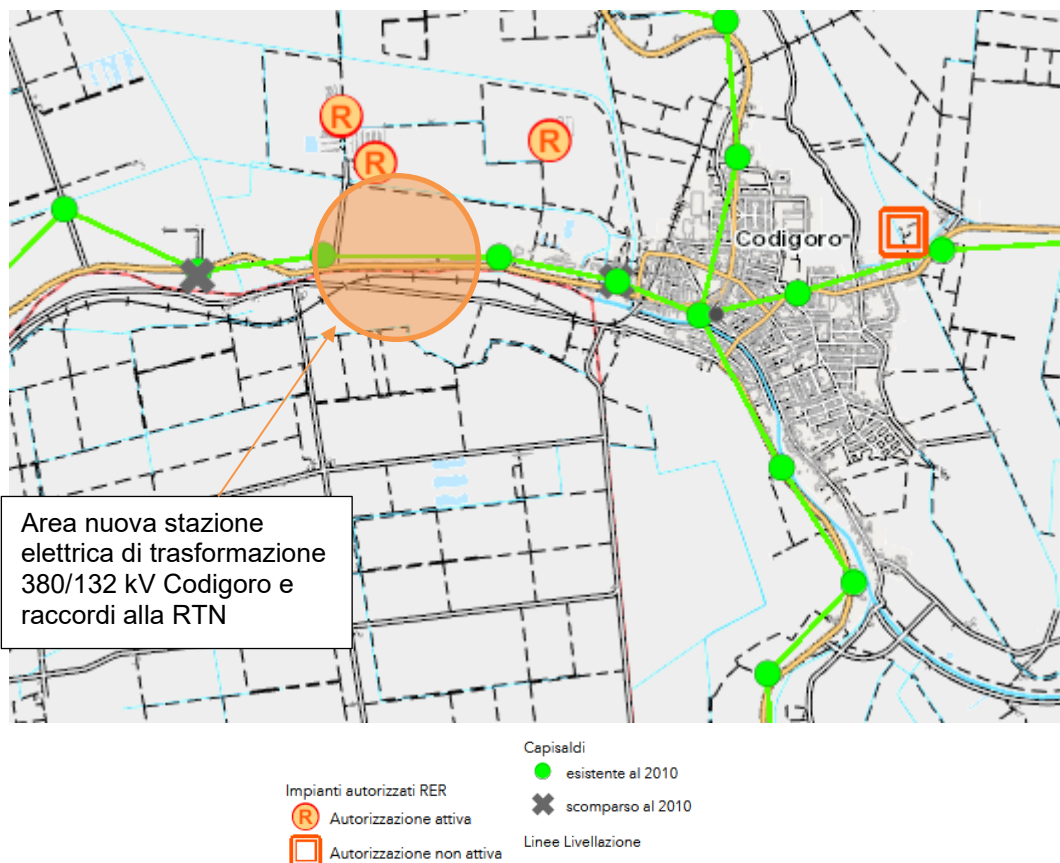 R
R
R
Codigoro
Area nuova stazione
elettrica di trasformazione
380/132 kV Codigoro e
raccordi alla RTN
Capisaldi
esistente al 2010
Impianti autorizzati RER
scomparso al 2010
R Autorizzazione attiva
Linee Livellazione
Autorizzazione non attiva